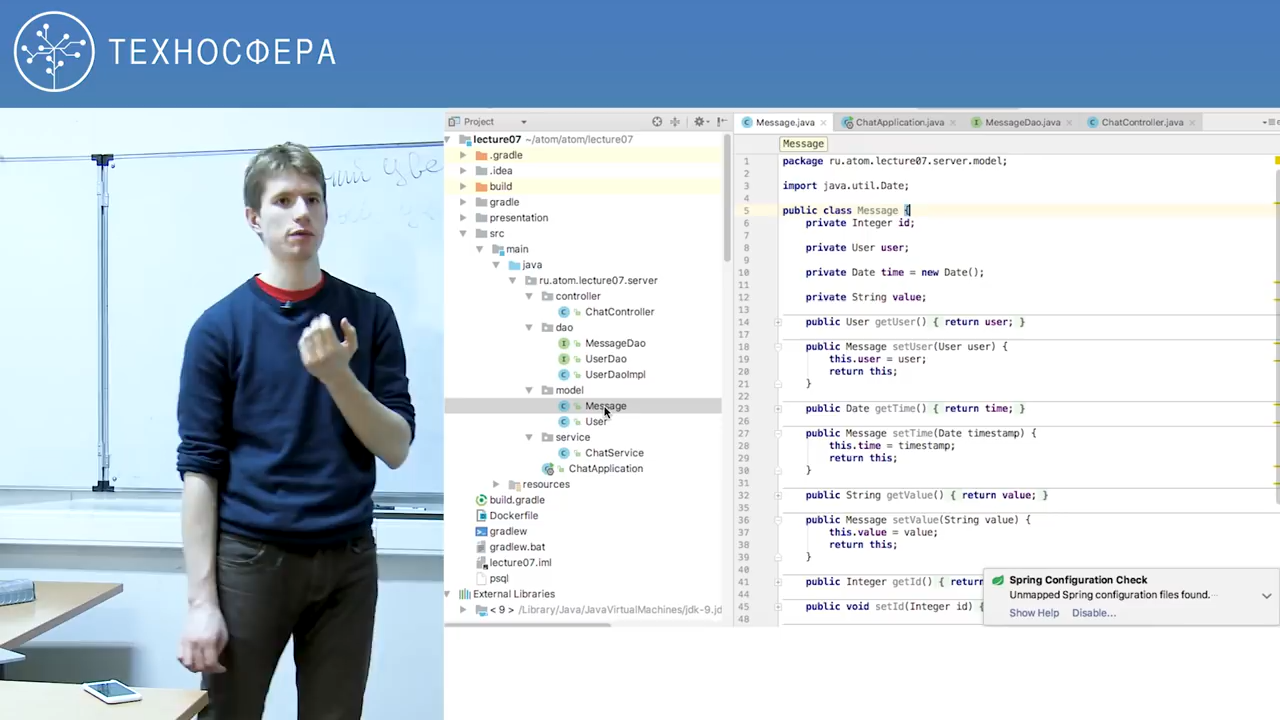 ТЕХНОСФЕРА
Project
lecture07 ~/atom/atom/lecture07
.gradle
.idea
build
gradle
presentation
src
main
java
ru.atom.lecture07.server
controller
ChatController
dao
MessageDao
UserDao
UserDaoImpl
model
Message
User
service
ChatService
ChatApplication
resources
build.gradle
Dockerfile
gradlew
gradlew.bat
lecture07.iml
psql
External Libraries
< 9 > /Library/Java/JavaVirtualMachines/jdk-9.jd
Message.java ChatApplication.java MessageDao.java ChatController.java
Message
1 package ru.atom.lecture07.server.model;
2
3 import java.util.Date;
4
5 public class Message {
6 private Integer id;
7
8 private User user;
9
10 private Date time = new Date();
11
12 private String value;
13
14 public User getUser() { return user; }
17
18 public Message setUser(User user) {
19 this.user = user;
20 return this;
21 }
22
23 public Date getTime() { return time; }
26
27 public Message setTime(Date timestamp) {
28 this.time = timestamp;
29 return this;
30 }
31
32 public String getValue() { return value; }
35
36 public Message setValue(String value) {
37 this.value = value;
38 return this;
39 }
40
41 public Integer getId() { return
44
45 public void setId(Integer id) {
48
Spring Configuration Check
Unmapped Spring configuration files found.
Show Help Disable...